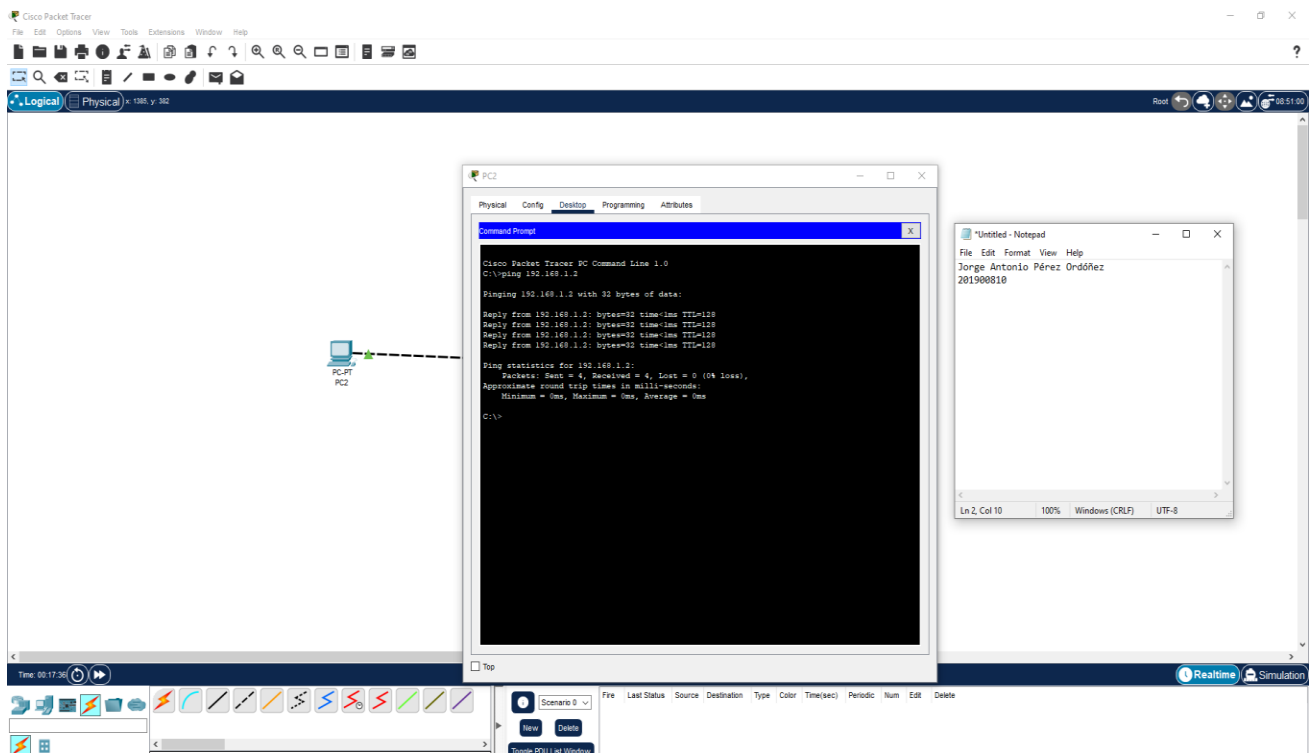 Cisco Packet Tracer
File Edit Options View Tools Extensions Window Help
?
Logical Physical x: 1385, y: 382
Root 08:51:00
PC2
Physical Config Desktop Programming Attributes
Command Prompt X
Cisco Packet Tracer PC Command Line 1.0
C:\>ping 192.168.1.2
Pinging 192.168.1.2 with 32 bytes of data:
Reply from 192.168.1.2: bytes=32 time<1ms TTL=128
Reply from 192.168.1.2: bytes=32 time<1ms TTL=128
Reply from 192.168.1.2: bytes=32 time<1ms TTL=128
Reply from 192.168.1.2: bytes=32 time<1ms TTL=128
Ping statistics for 192.168.1.2:
Packets: Sent = 4, Received = 4, Lost = 0 (0% loss),
Approximate round trip times in milli-seconds:
Minimum = 0ms, Maximum = 0ms, Average = 0ms
C:\>
Top
*Untitled - Notepad
File Edit Format View Help
Jorge Antonio Pérez Ordóñez
201900810
Ln 2, Col 10 100% Windows (CRLF) UTF-8
PC-PT
PC2
Time: 00:17:36
Realtime Simulation
Scenario 0
New Delete
Toggle PDU List Window
Fire Last Status Source Destination Type Color Time(sec) Periodic Num Edit Delete